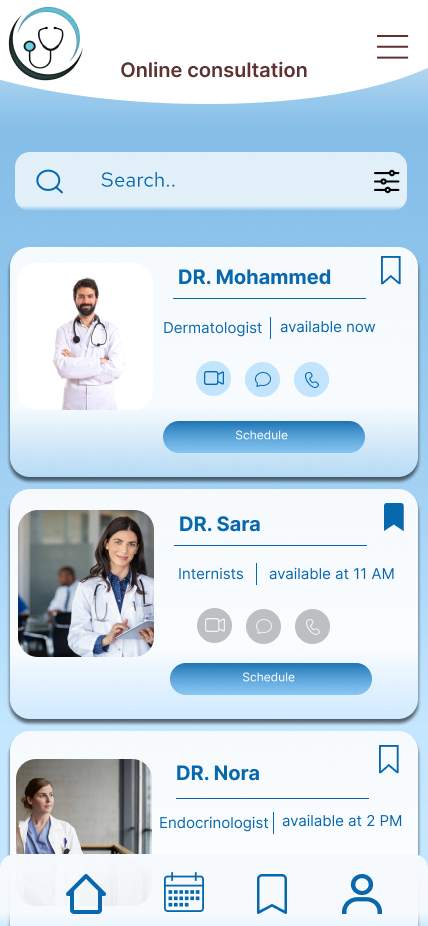 Online consultation
Search..
DR. Mohammed
Dermatologist available now
Schedule
DR. Sara
Internists available at 11 AM
Schedule
DR. Nora
Endocrinologist available at 2 PM